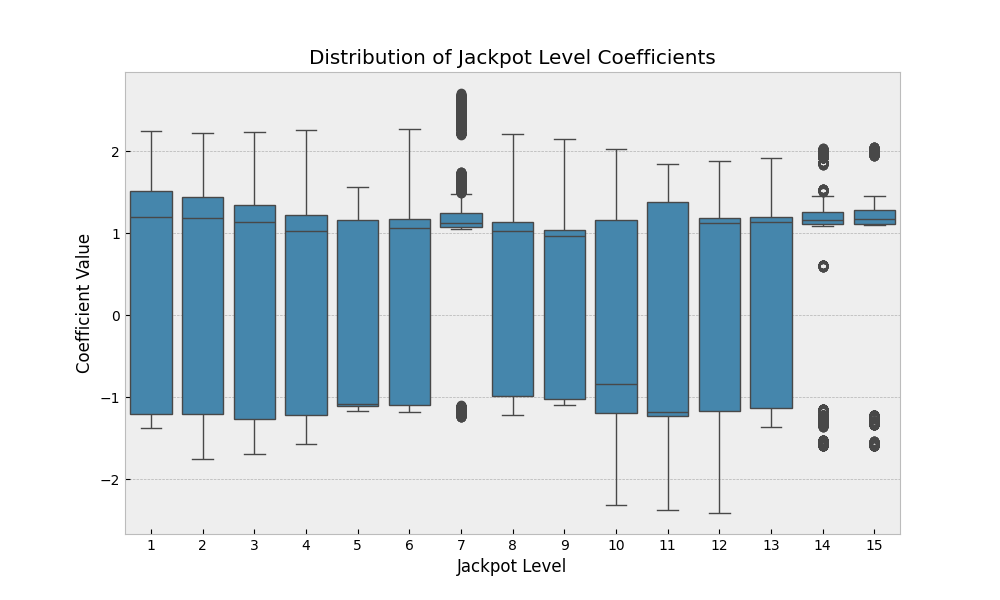 Distribution of Jackpot Level Coefficients
Coefficient Value
2
1
0
−1
−2
1 2 3 4 5 6 7 8 9 10 11 12 13 14 15
Jackpot Level